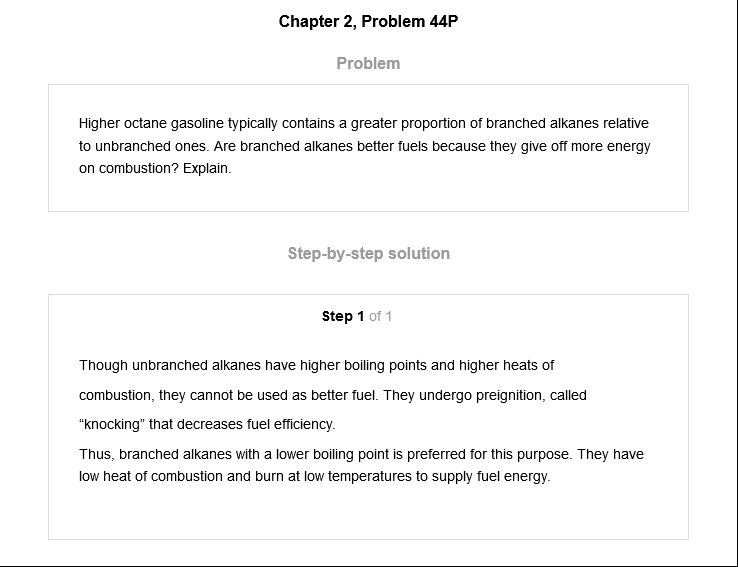 Chapter 2, Problem 44P
Problem
Higher octane gasoline typically contains a greater proportion of branched alkanes relative
to unbranched ones. Are branched alkanes better fuels because they give off more energy
on combustion? Explain.
Step-by-step solution
Step 1 of 1
Though unbranched alkanes have higher boiling points and higher heats of
combustion, they cannot be used as better fuel. They undergo preignition, called
“knocking” that decreases fuel efficiency.
Thus, branched alkanes with a lower boiling point is preferred for this purpose. They have
low heat of combustion and burn at low temperatures to supply fuel energy.